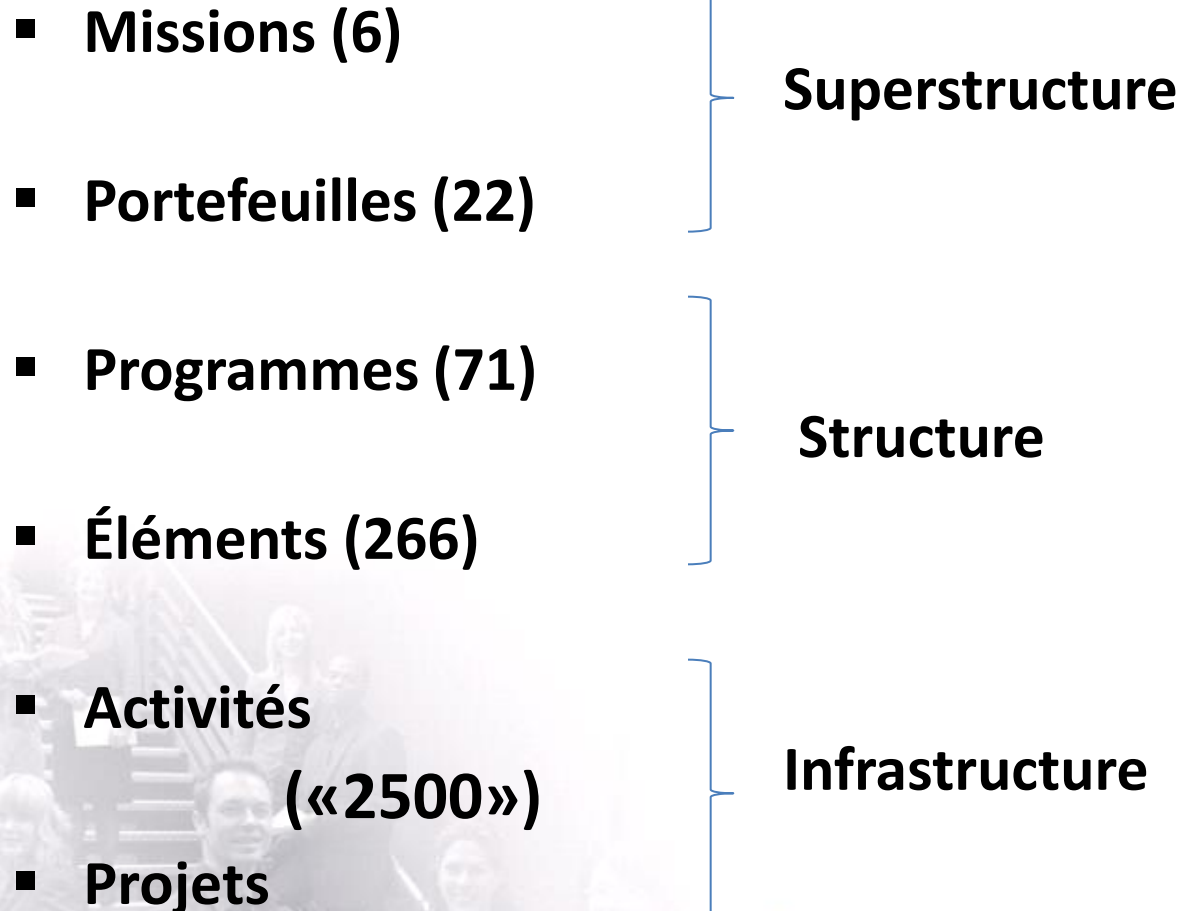 ▪ Missions (6)
Superstructure
▪ Portefeuilles (22)
▪ Programmes (71)
Structure
▪ Éléments (266)
▪ Activités
Infrastructure
(«2500»)
▪ Projets